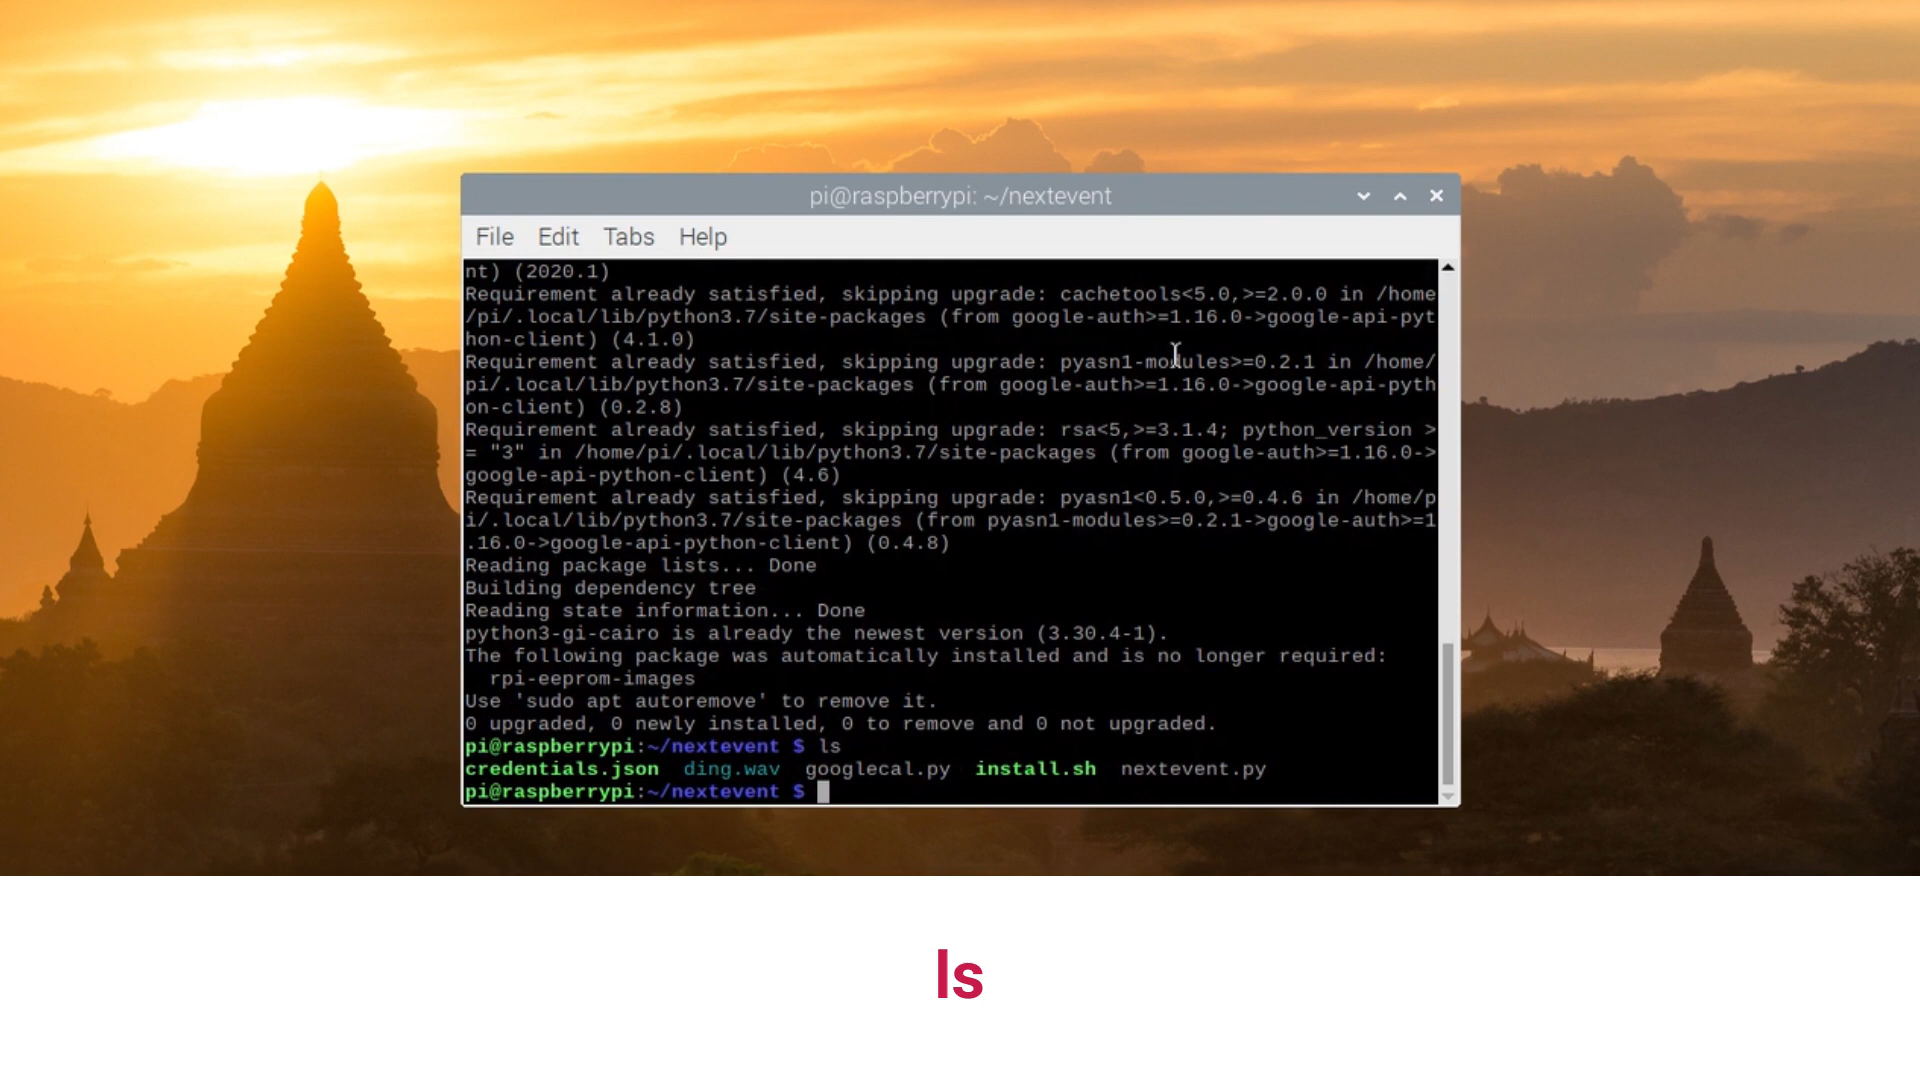 pi@raspberrypi: ~/nextevent
File Edit Tabs Help
nt) (2020.1)
Requirement already satisfied, skipping upgrade: cachetools<5.0,>=2.0.0 in /home
/pi/.local/lib/python3.7/site-packages (from google-auth>=1.16.0->google-api-pyt
hon-client) (4.1.0)
Requirement already satisfied, skipping upgrade: pyasn1-modules>=0.2.1 in /home/
pi/.local/lib/python3.7/site-packages (from google-auth>=1.16.0->google-api-pyth
on-client) (0.2.8)
Requirement already satisfied, skipping upgrade: rsa<5,>=3.1.4; python_version >
= "3" in /home/pi/.local/lib/python3.7/site-packages (from google-auth>=1.16.0->
google-api-python-client) (4.6)
Requirement already satisfied, skipping upgrade: pyasn1<0.5.0,>=0.4.6 in /home/p
i/.local/lib/python3.7/site-packages (from pyasn1-modules>=0.2.1->google-auth>=1
.16.0->google-api-python-client) (0.4.8)
Reading package lists... Done
Building dependency tree
Reading state information... Done
python3-gi-cairo is already the newest version (3.30.4-1).
The following package was automatically installed and is no longer required:
  rpi-eeprom-images
Use 'sudo apt autoremove' to remove it.
0 upgraded, 0 newly installed, 0 to remove and 0 not upgraded.
pi@raspberrypi:~/nextevent $ ls
credentials.json  ding.wav  googlecal.py  install.sh  nextevent.py
pi@raspberrypi:~/nextevent $
ls